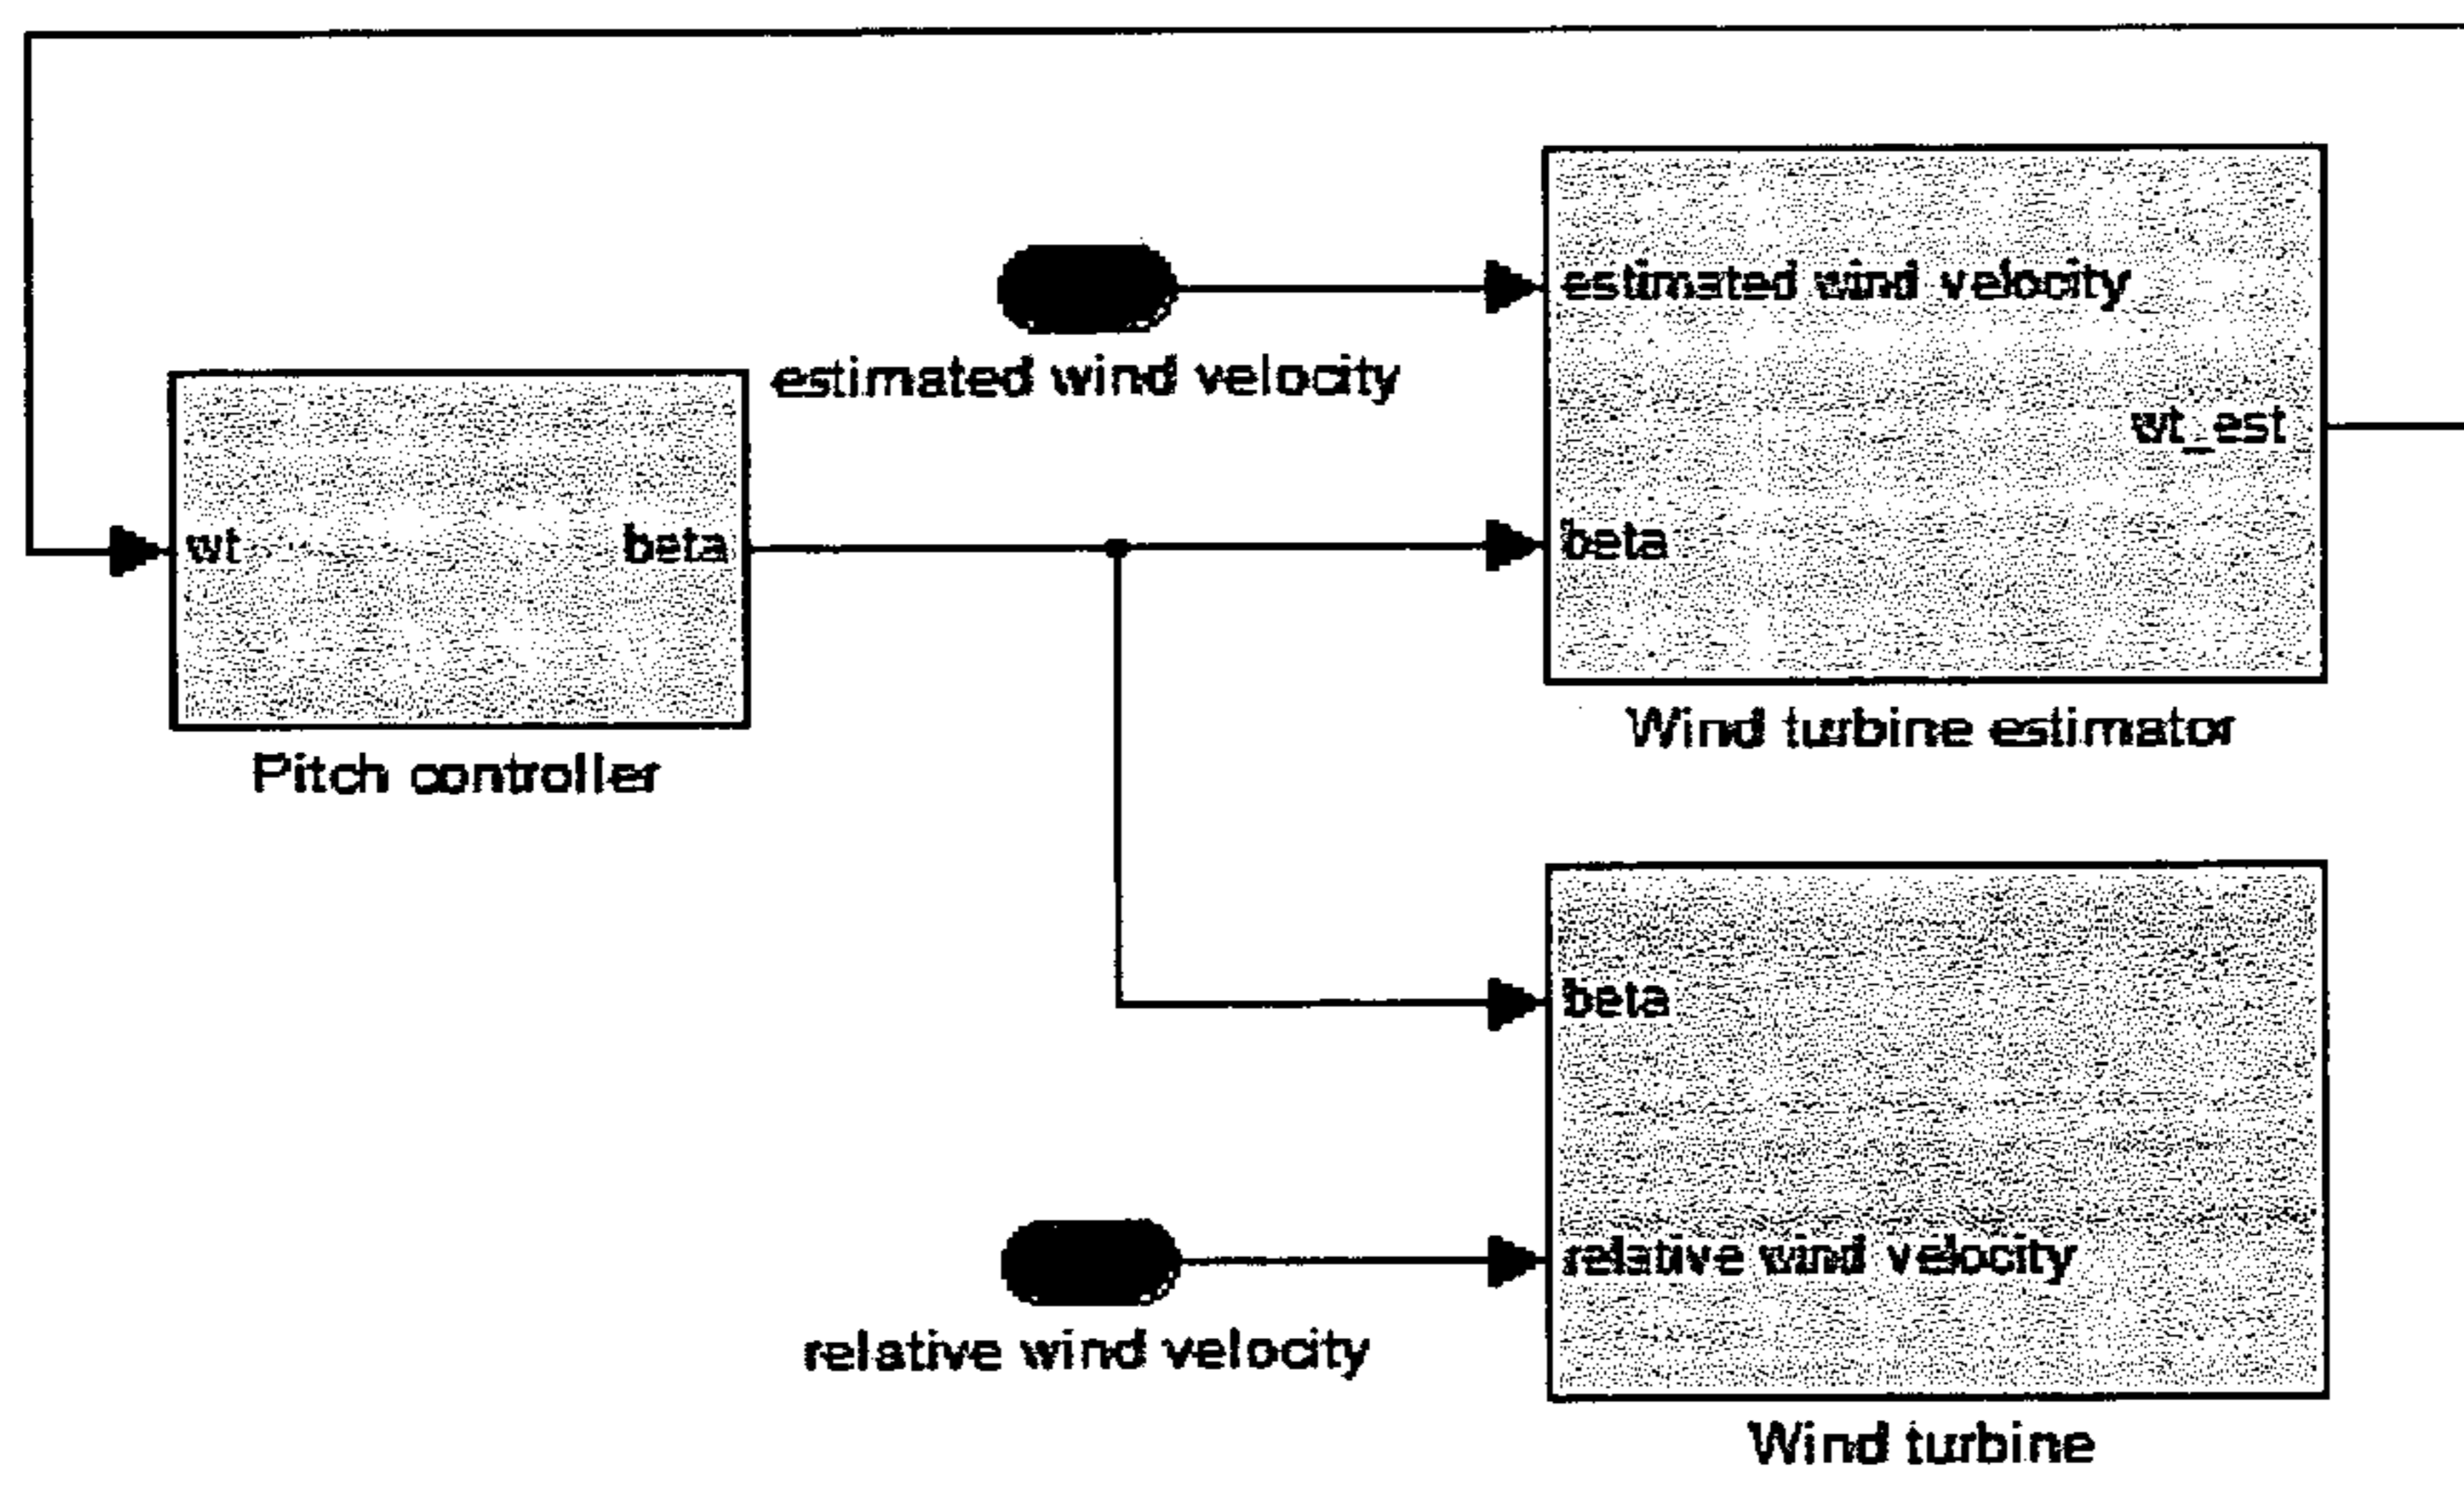 estimated wind velocity
estimated wind velocity
wt_est
wt
beta
beta
Wind turbine estimator
Pitch controller
beta
relative wind velocity
relative wind velocity
Wind turbine